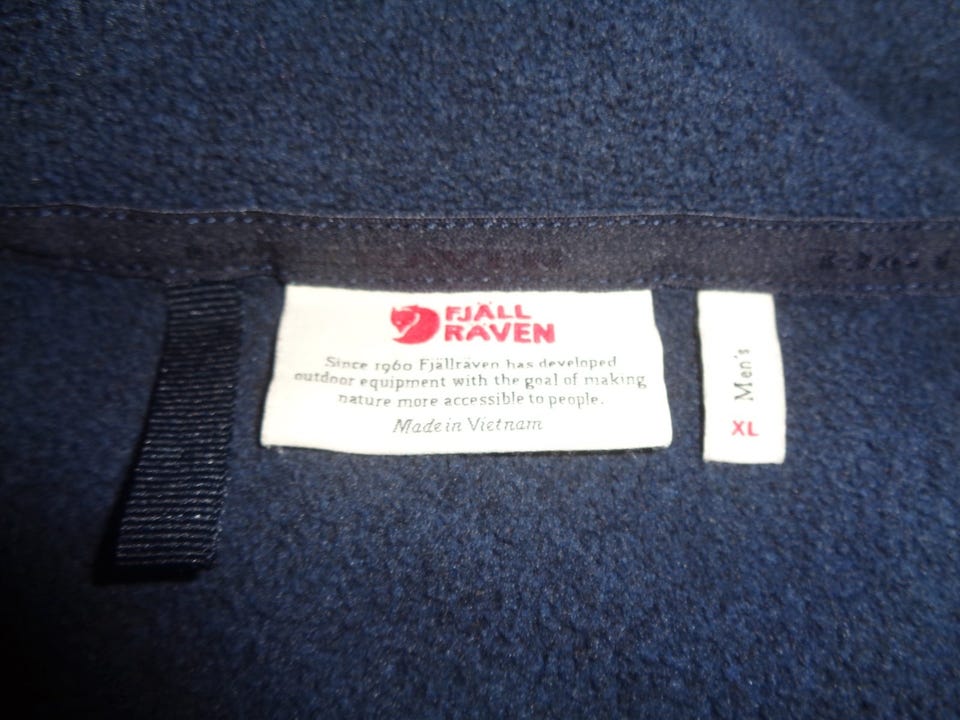 FJÄLL
RÄVEN
Since 1960 Fjällräven has developed
outdoor equipment with the goal of making
nature more accessible to people.
Made in Vietnam
Men's
XL